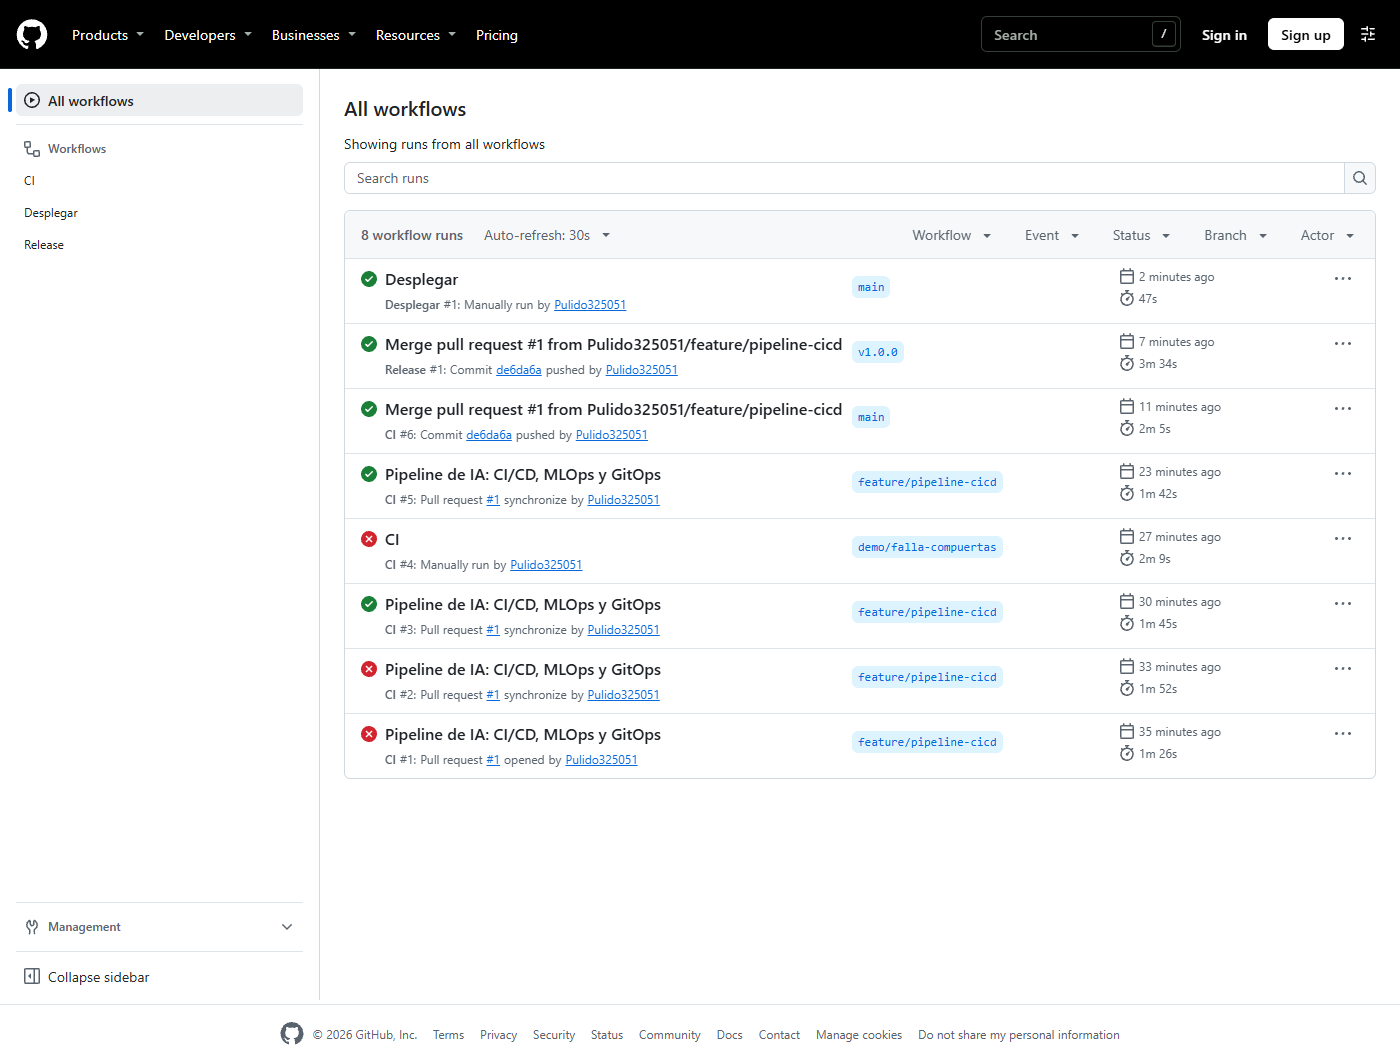 Products Developers Businesses Resources Pricing Search / Sign in Sign up
All workflows
Workflows
CI
Desplegar
Release
Management
Collapse sidebar
All workflows
Showing runs from all workflows
Search runs
8 workflow runs Auto-refresh: 30s Workflow Event Status Branch Actor
Desplegar main 2 minutes ago
Desplegar #1: Manually run by Pulido325051 47s
Merge pull request #1 from Pulido325051/feature/pipeline-cicd v1.0.0 7 minutes ago
Release #1: Commit de6da6a pushed by Pulido325051 3m 34s
Merge pull request #1 from Pulido325051/feature/pipeline-cicd main 11 minutes ago
CI #6: Commit de6da6a pushed by Pulido325051 2m 5s
Pipeline de IA: CI/CD, MLOps y GitOps feature/pipeline-cicd 23 minutes ago
CI #5: Pull request #1 synchronize by Pulido325051 1m 42s
CI demo/falla-compuertas 27 minutes ago
CI #4: Manually run by Pulido325051 2m 9s
Pipeline de IA: CI/CD, MLOps y GitOps feature/pipeline-cicd 30 minutes ago
CI #3: Pull request #1 synchronize by Pulido325051 1m 45s
Pipeline de IA: CI/CD, MLOps y GitOps feature/pipeline-cicd 33 minutes ago
CI #2: Pull request #1 synchronize by Pulido325051 1m 52s
Pipeline de IA: CI/CD, MLOps y GitOps feature/pipeline-cicd 35 minutes ago
CI #1: Pull request #1 opened by Pulido325051 1m 26s
© 2026 GitHub, Inc. Terms Privacy Security Status Community Docs Contact Manage cookies Do not share my personal information